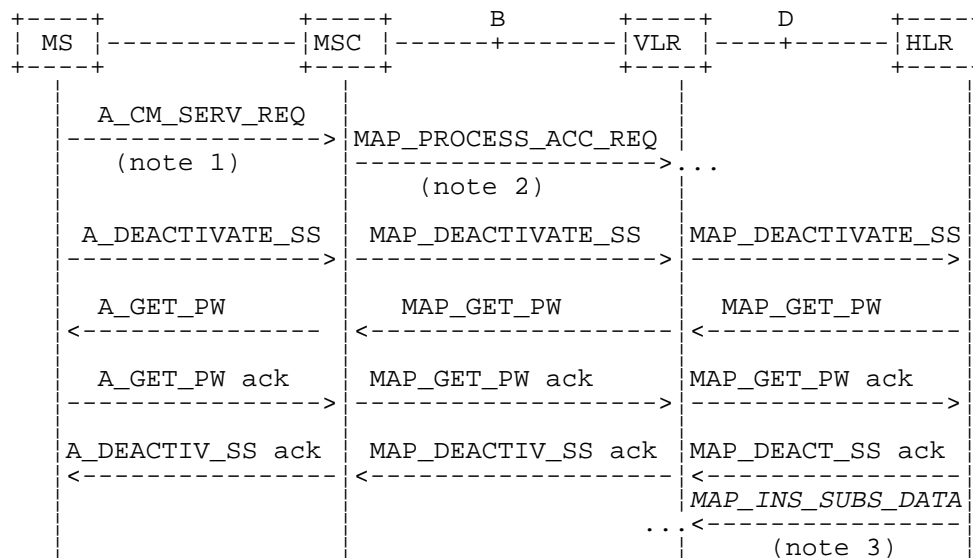 B D
MS MSC VLR HLR
A_CM_SERV_REQ
MAP_PROCESS_ACC_REQ
(note 1)
...
(note 2)
A_DEACTIVATE_SS MAP_DEACTIVATE_SS MAP_DEACTIVATE_SS
A_GET_PW MAP_GET_PW MAP_GET_PW
A_GET_PW ack MAP_GET_PW ack MAP_GET_PW ack
A_DEACTIV_SS ack MAP_DEACTIV_SS ack MAP_DEACT_SS ack
MAP_INS_SUBS_DATA
...
(note 3)